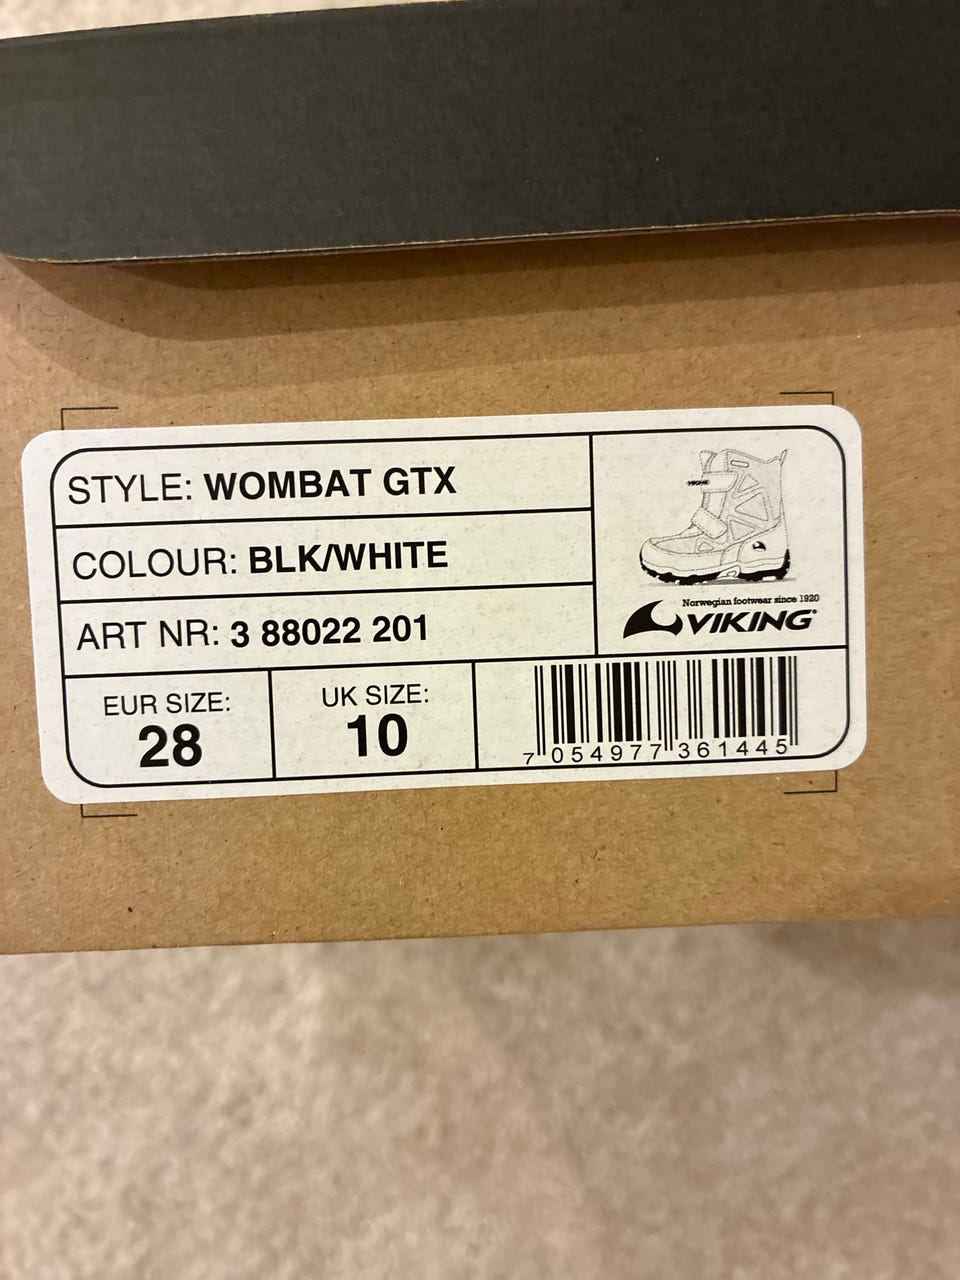 STYLE: WOMBAT GTX
COLOUR: BLK/WHITE
ART NR: 3 88022 201
VIKING
Norwegian footwear since 1920
VIKING
EUR SIZE:
28
UK SIZE:
10
7 054977 361445